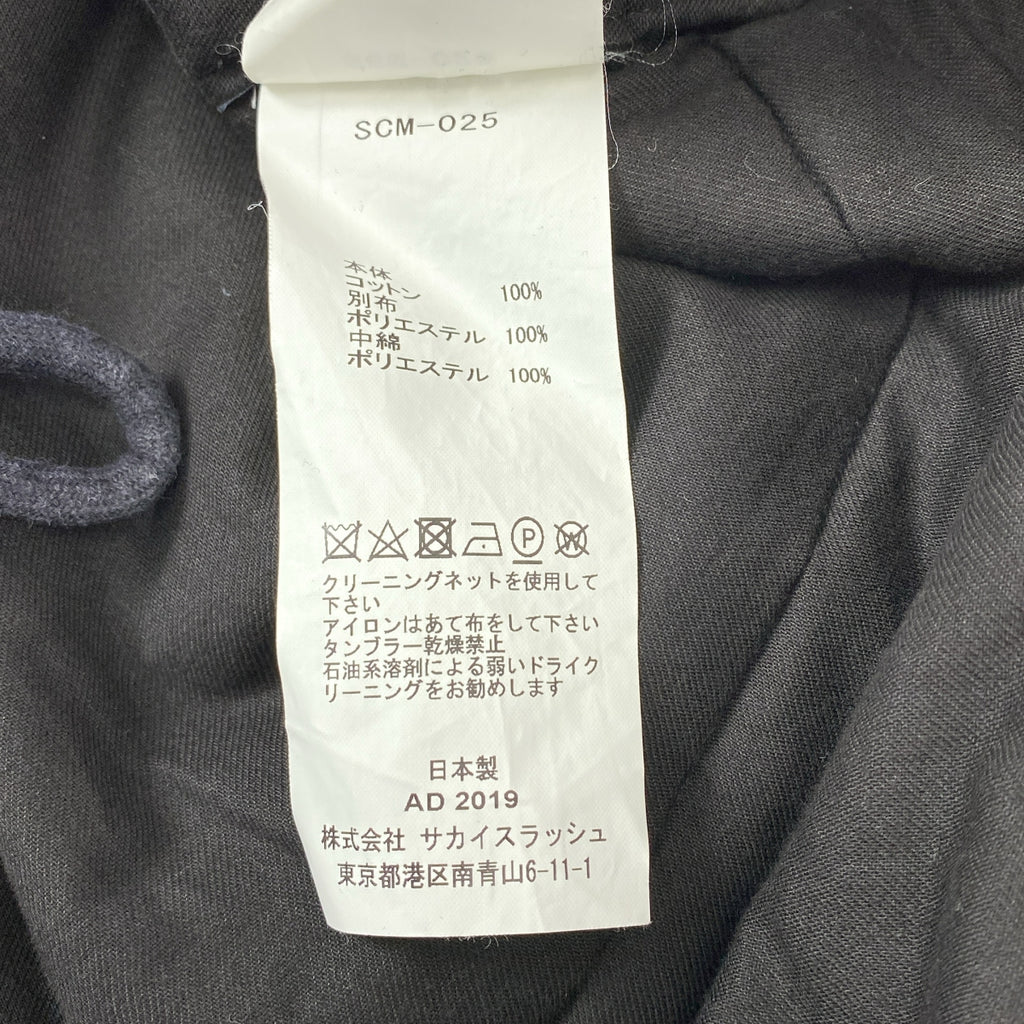 SCM-025
本体
コットン 100%
別布
ポリエステル 100%
中綿
ポリエステル 100%
P W
クリーニングネットを使用して
下さい
アイロンはあて布をして下さい
タンブラー乾燥禁止
石油系溶剤による弱いドライク
リーニングをお勧めします
日本製
AD 2019
株式会社 サカイスラッシュ
東京都港区南青山6-11-1